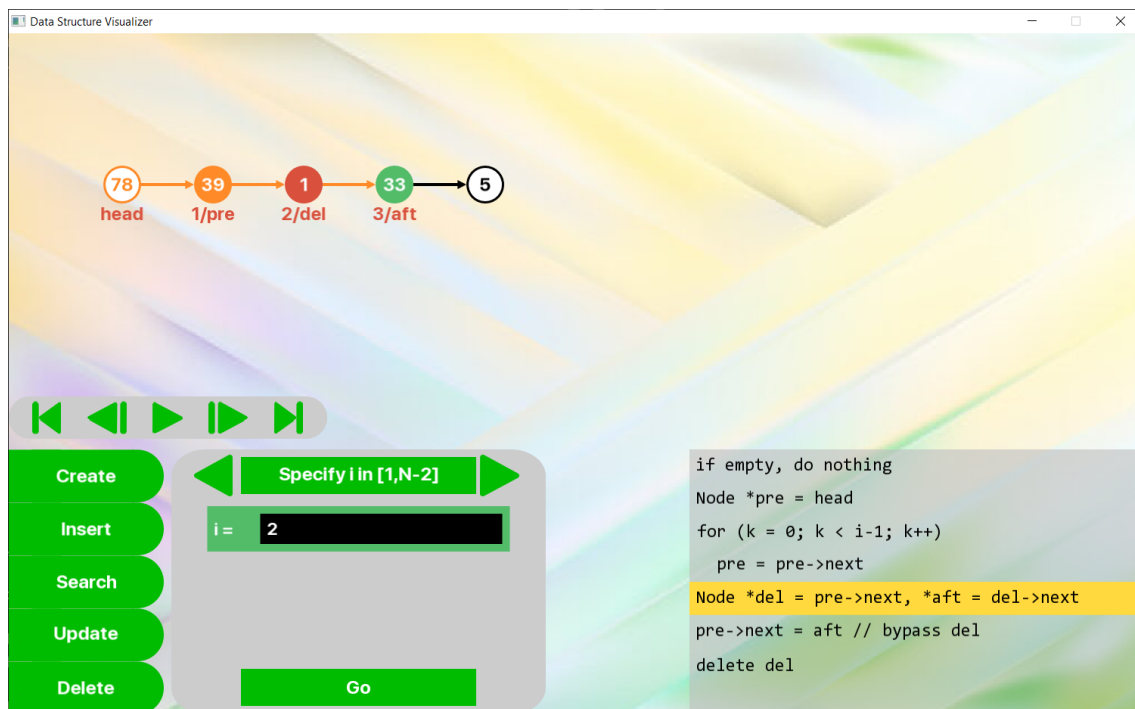 Data Structure Visualizer
78 39 1 33 5
head 1/pre 2/del 3/aft
Create
Insert
Search
Update
Delete
Specify i in [1,N-2]
i = 2
Go
if empty, do nothing
Node *pre = head
for (k = 0; k < i-1; k++)
pre = pre->next
Node *del = pre->next, *aft = del->next
pre->next = aft // bypass del
delete del